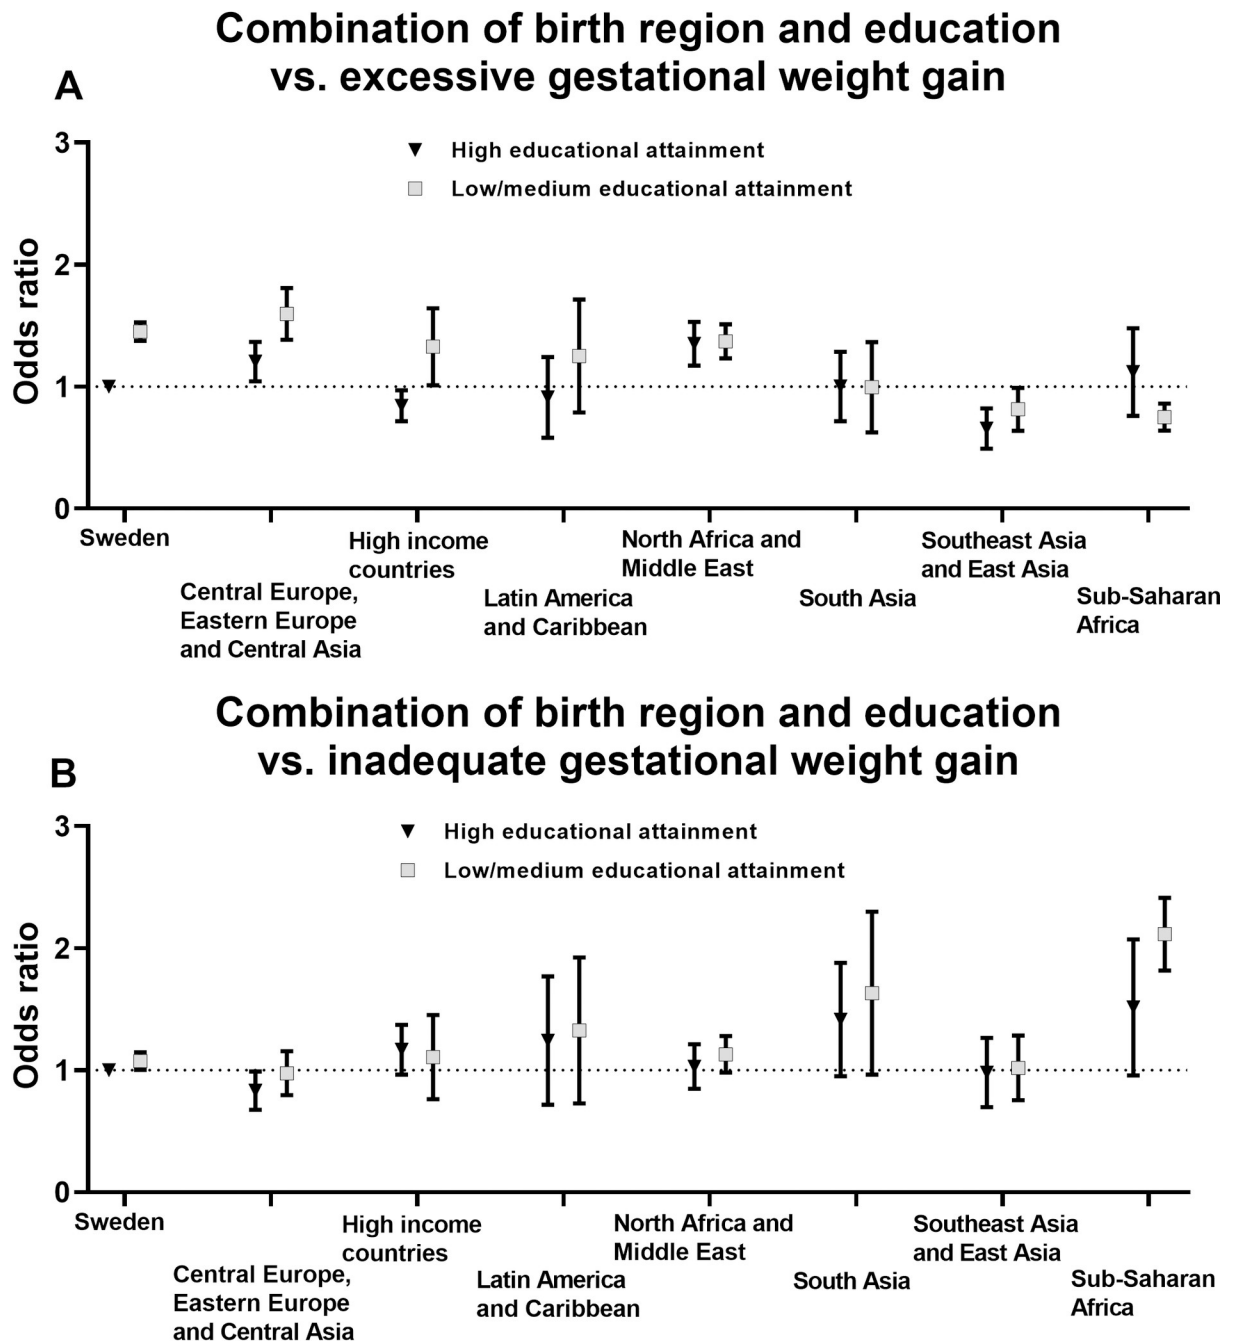 Combination of birth region and education
vs. excessive gestational weight gain
A
3
High educational attainment
Low/medium educational attainment
2
Odds ratio
1
0
Sweden
High income
countries
North Africa and
Middle East
Southeast Asia
and East Asia
Central Europe,
Eastern Europe
and Central Asia
Latin America
and Caribbean
South Asia
Sub-Saharan
Africa
Combination of birth region and education
vs. inadequate gestational weight gain
B
3
High educational attainment
Low/medium educational attainment
2
Odds ratio
1
0
Sweden
High income
countries
North Africa and
Middle East
Southeast Asia
and East Asia
Central Europe,
Eastern Europe
and Central Asia
Latin America
and Caribbean
South Asia
Sub-Saharan
Africa